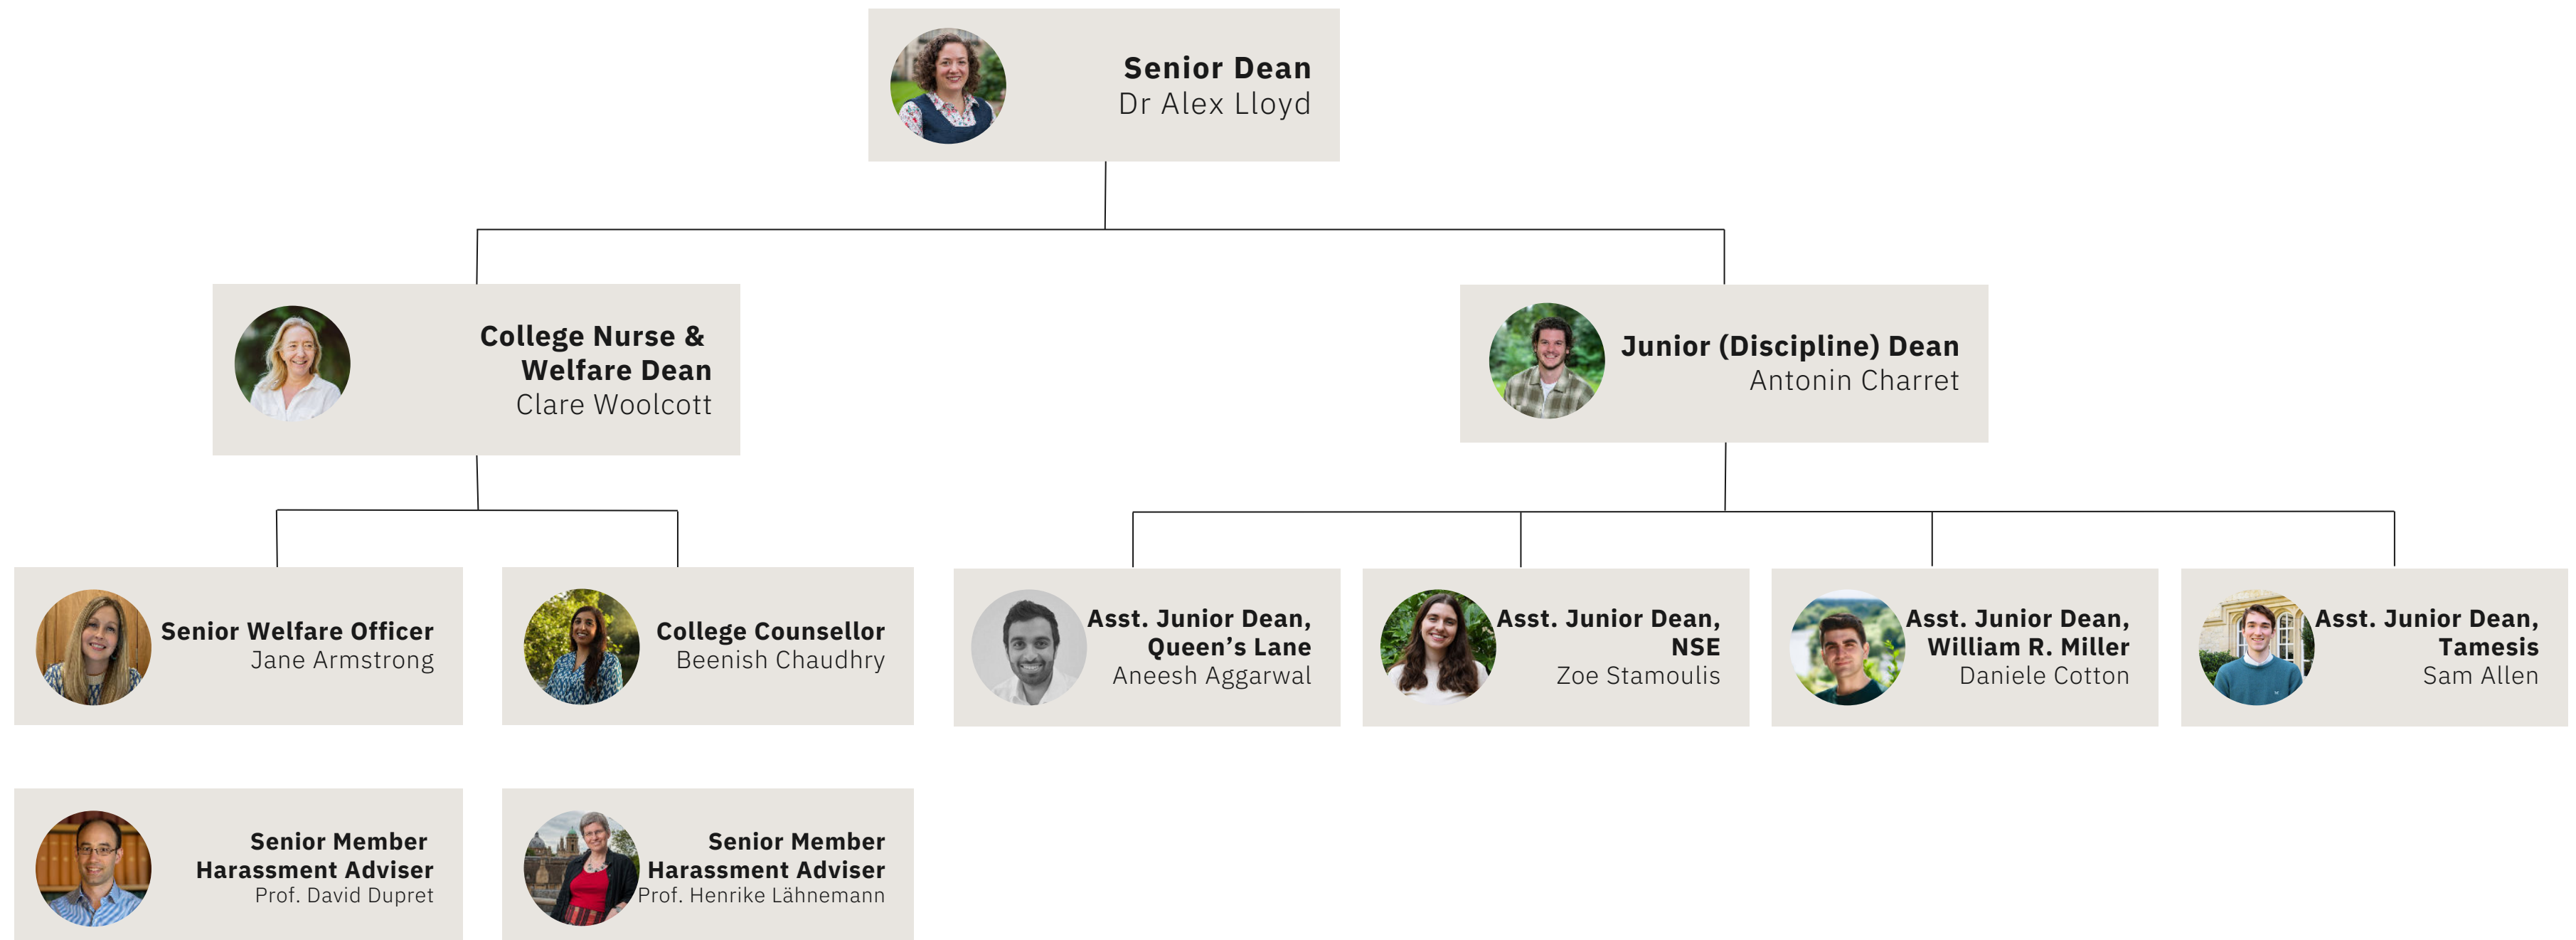 Senior Dean
Dr Alex Lloyd
College Nurse &
Welfare Dean
Clare Woolcott
Junior (Discipline) Dean
Antonin Charret
Senior Welfare Officer
Jane Armstrong
College Counsellor
Beenish Chaudhry
Asst. Junior Dean,
Queen’s Lane
Aneesh Aggarwal
Asst. Junior Dean,
NSE
Zoe Stamoulis
Asst. Junior Dean,
William R. Miller
Daniele Cotton
Asst. Junior Dean,
Tamesis
Sam Allen
Senior Member
Harassment Adviser
Prof. David Dupret
Senior Member
Harassment Adviser
Prof. Henrike Lähnemann